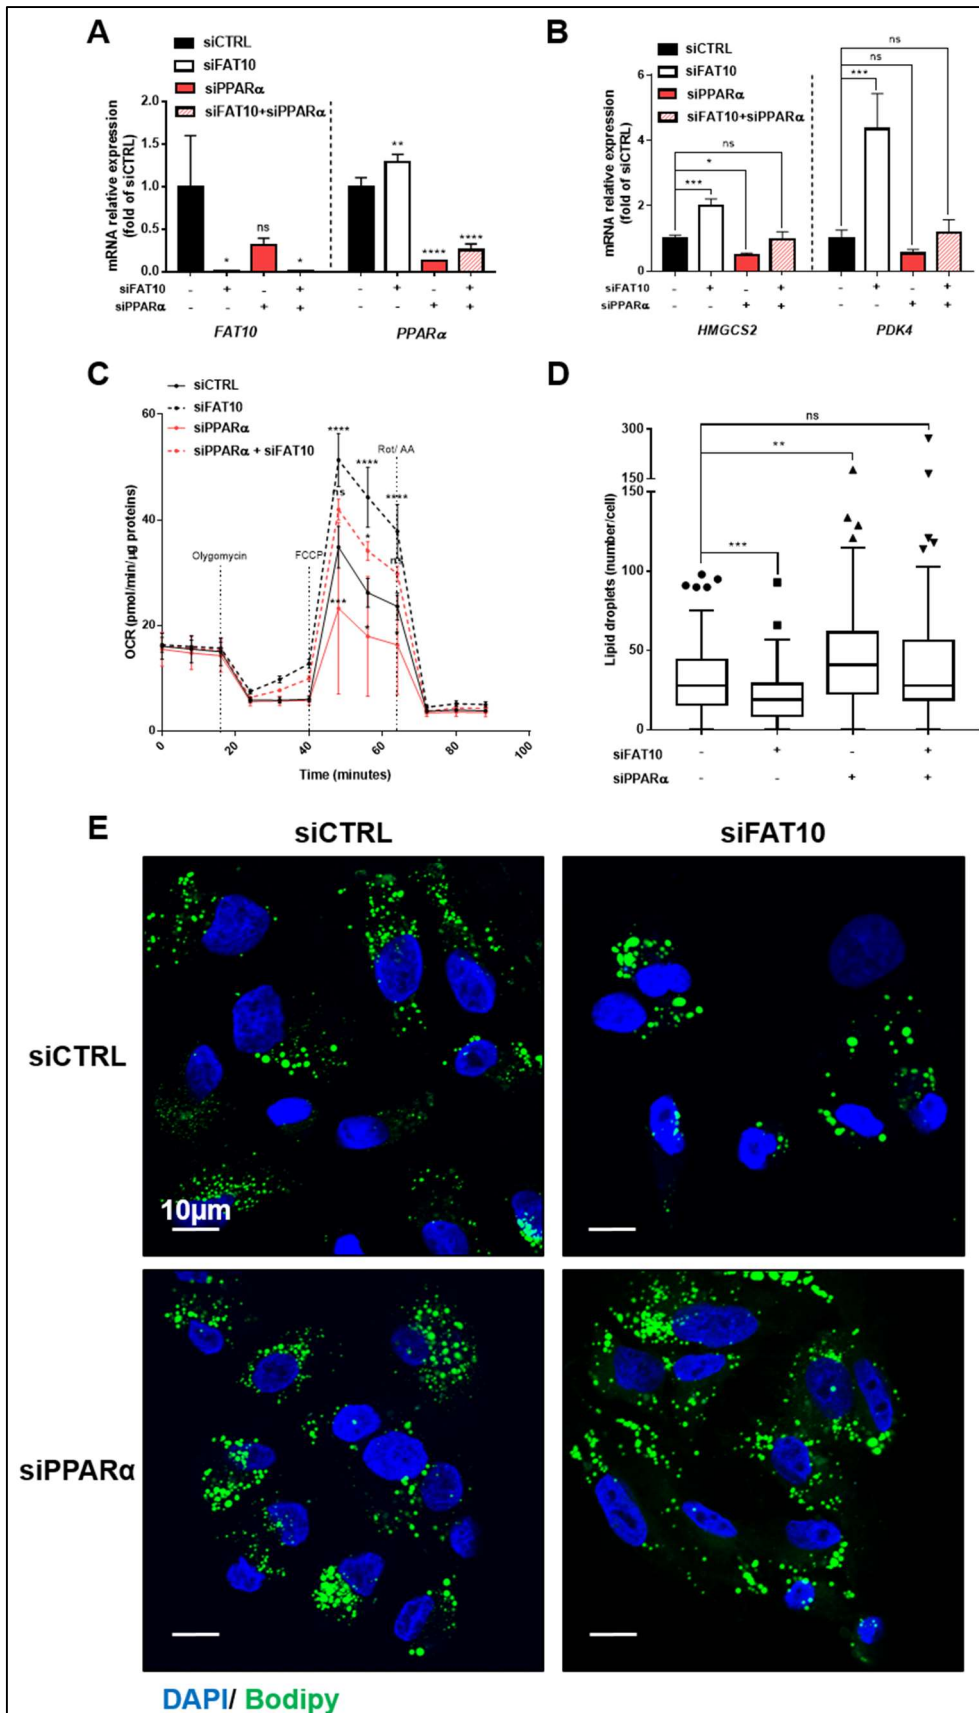 A
siCTRL
siFAT10
siPPARα
siFAT10+siPPARα
mRNA relative expression
(fold of siCTRL)
2.0
1.5
1.0
0.5
0.0
*
ns
*
**
****
****
siFAT10 - + - + - + - +
siPPARα - - + + - - + +
FAT10
PPARα
B
siCTRL
siFAT10
siPPARα
siFAT10+siPPARα
mRNA relative expression
(fold of siCTRL)
6
4
2
0
ns
*
***
ns
ns
***
siFAT10 - + - + - + - +
siPPARα - - + + - - + +
HMGCS2
PDK4
C
siCTRL
siFAT10
siPPARα
siPPARα + siFAT10
OCR (pmol/min/µg proteins)
60
40
20
0
Olygomycin
FCCP
Rot/ AA
****
****
****
ns
*
ns
***
*
0
20
40
60
80
100
Time (minutes)
D
Lipid droplets (number/cell)
300
150
150
100
50
0
ns
**
***
siFAT10 - + - +
siPPARα - - + +
E
siCTRL
siFAT10
siCTRL
10µm
siPPARα
DAPI/ Bodipy